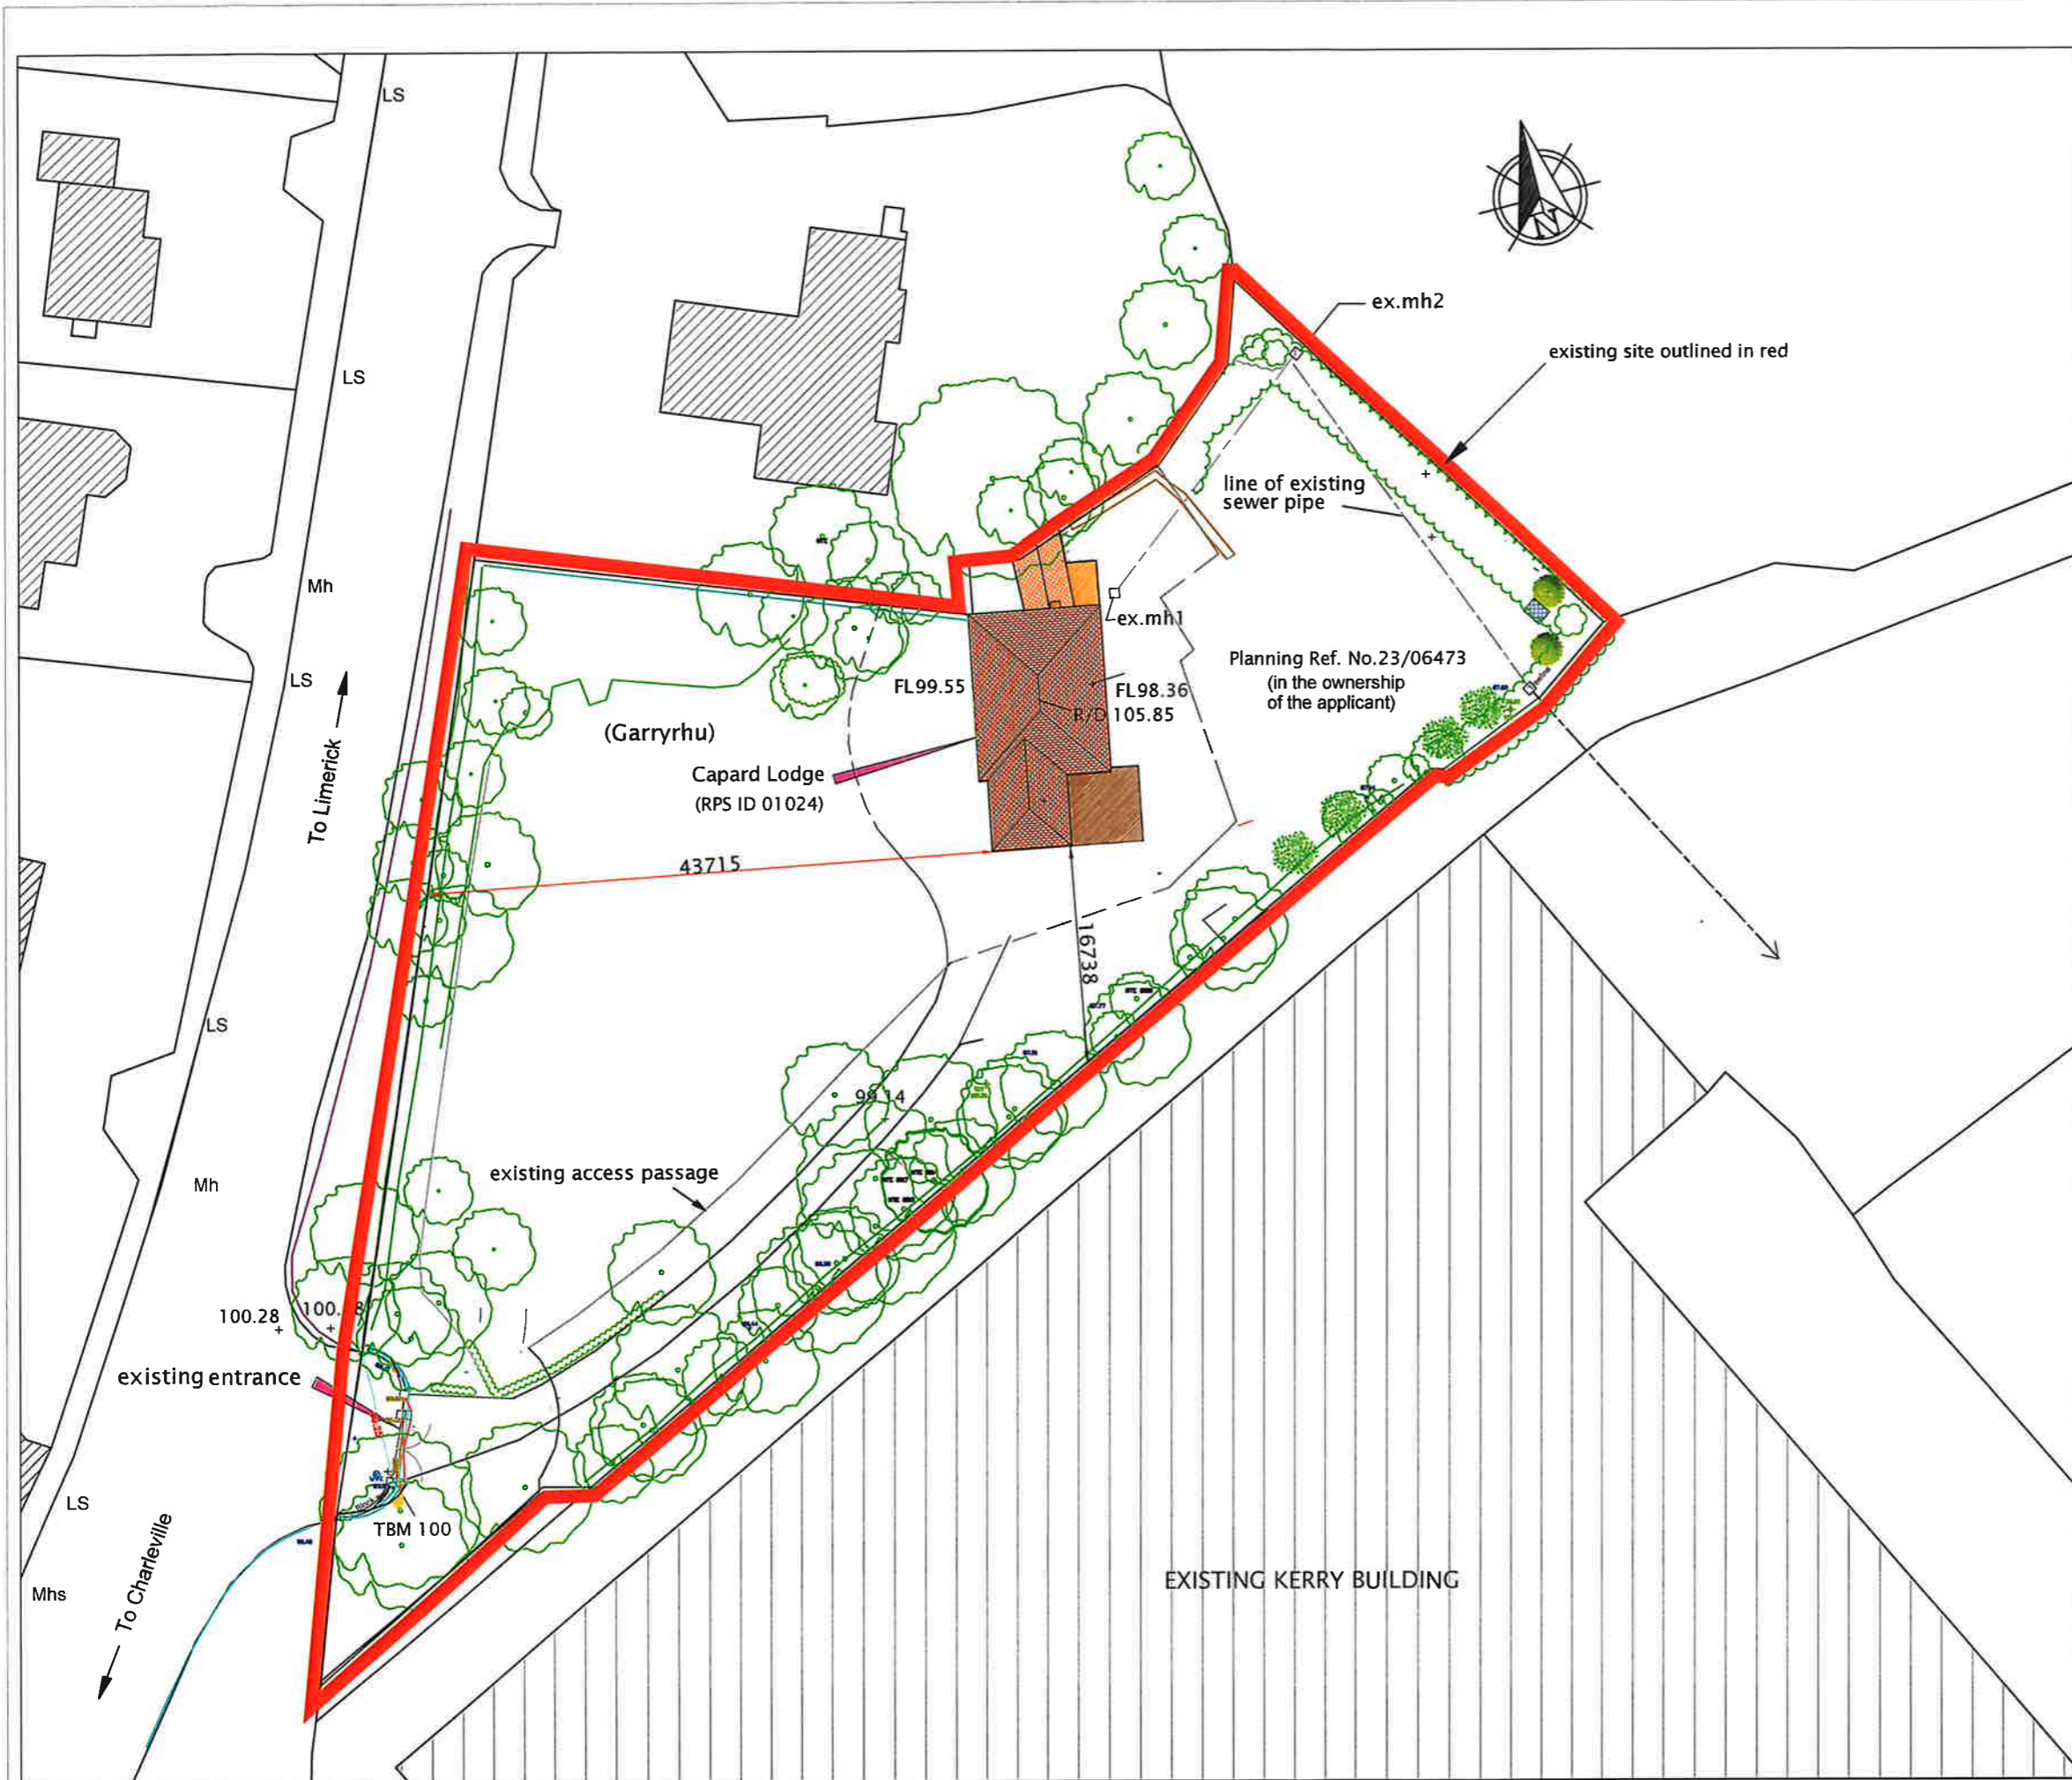 LS
N
ex.mh2
existing site outlined in red
LS
line of existing
sewer pipe
Mh
ex.mh1
Planning Ref. No.23/06473
(in the ownership
of the applicant)
LS
FL99.55
FL98.36
R/D 105.85
(Garryrhu)
To Limerick
Capard Lodge
(RPS ID 01024)
43715
16738
LS
99.14
existing access passage
Mh
100.28
existing entrance
LS
TBM 100
To Charleville
Mhs
EXISTING KERRY BUILDING